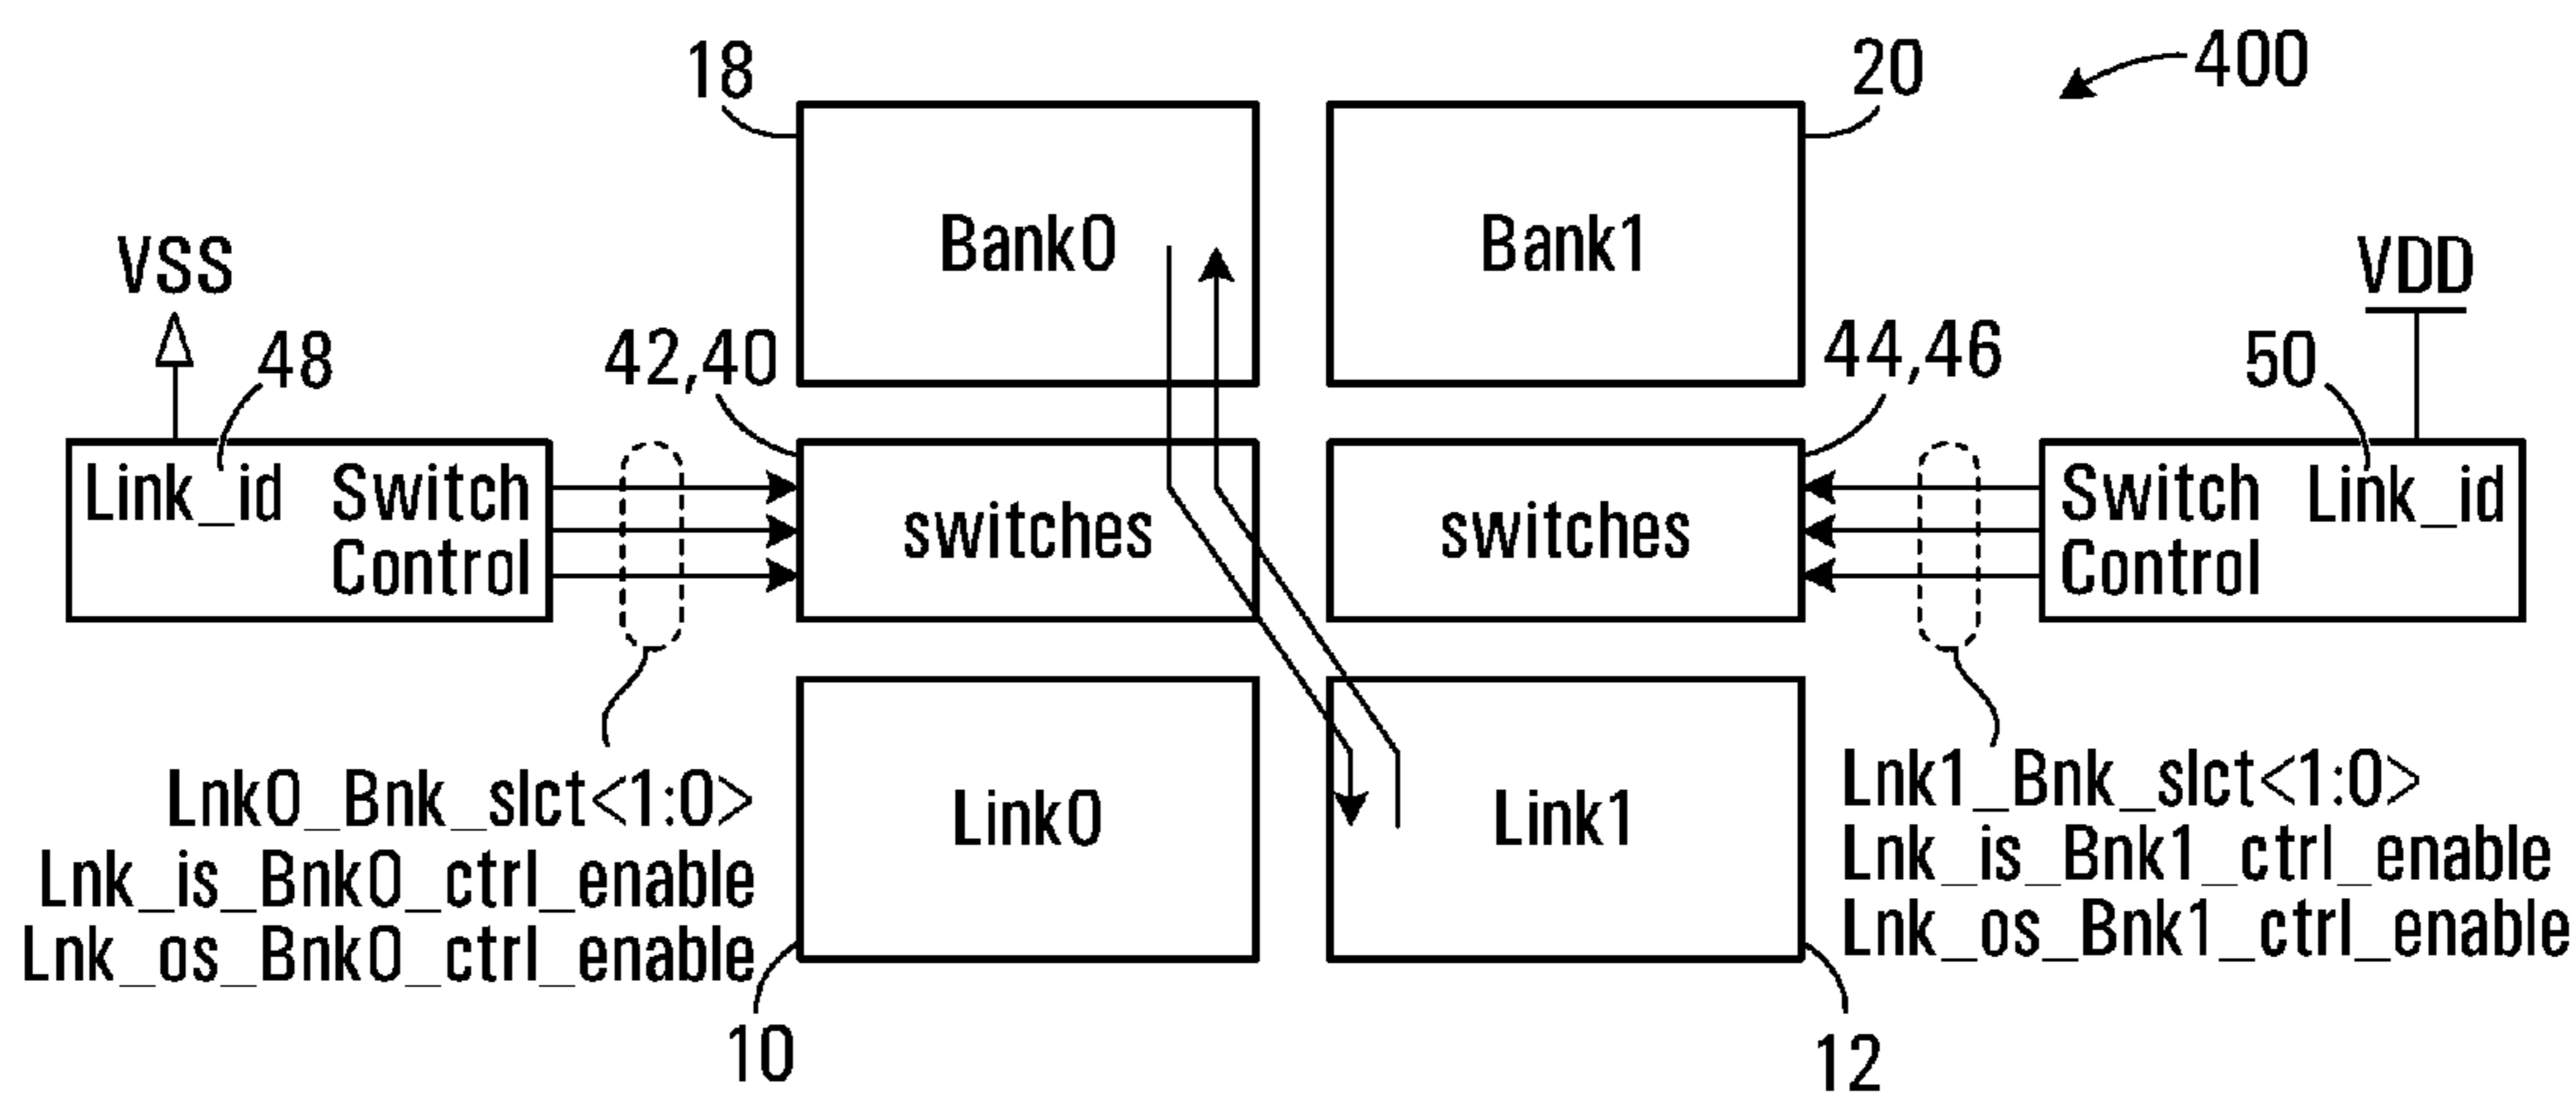 18
20
400
Bank0
Bank1
VSS
VDD
48
42,40
44,46
50
Link_id
Switch
Control
switches
switches
Switch
Control
Link_id
Link0
Link1
Lnk0_Bnk_slct<1:0>
Lnk_is_Bnk0_ctrl_enable
Lnk_os_Bnk0_ctrl_enable
Lnk1_Bnk_slct<1:0>
Lnk_is_Bnk1_ctrl_enable
Lnk_os_Bnk1_ctrl_enable
10
12